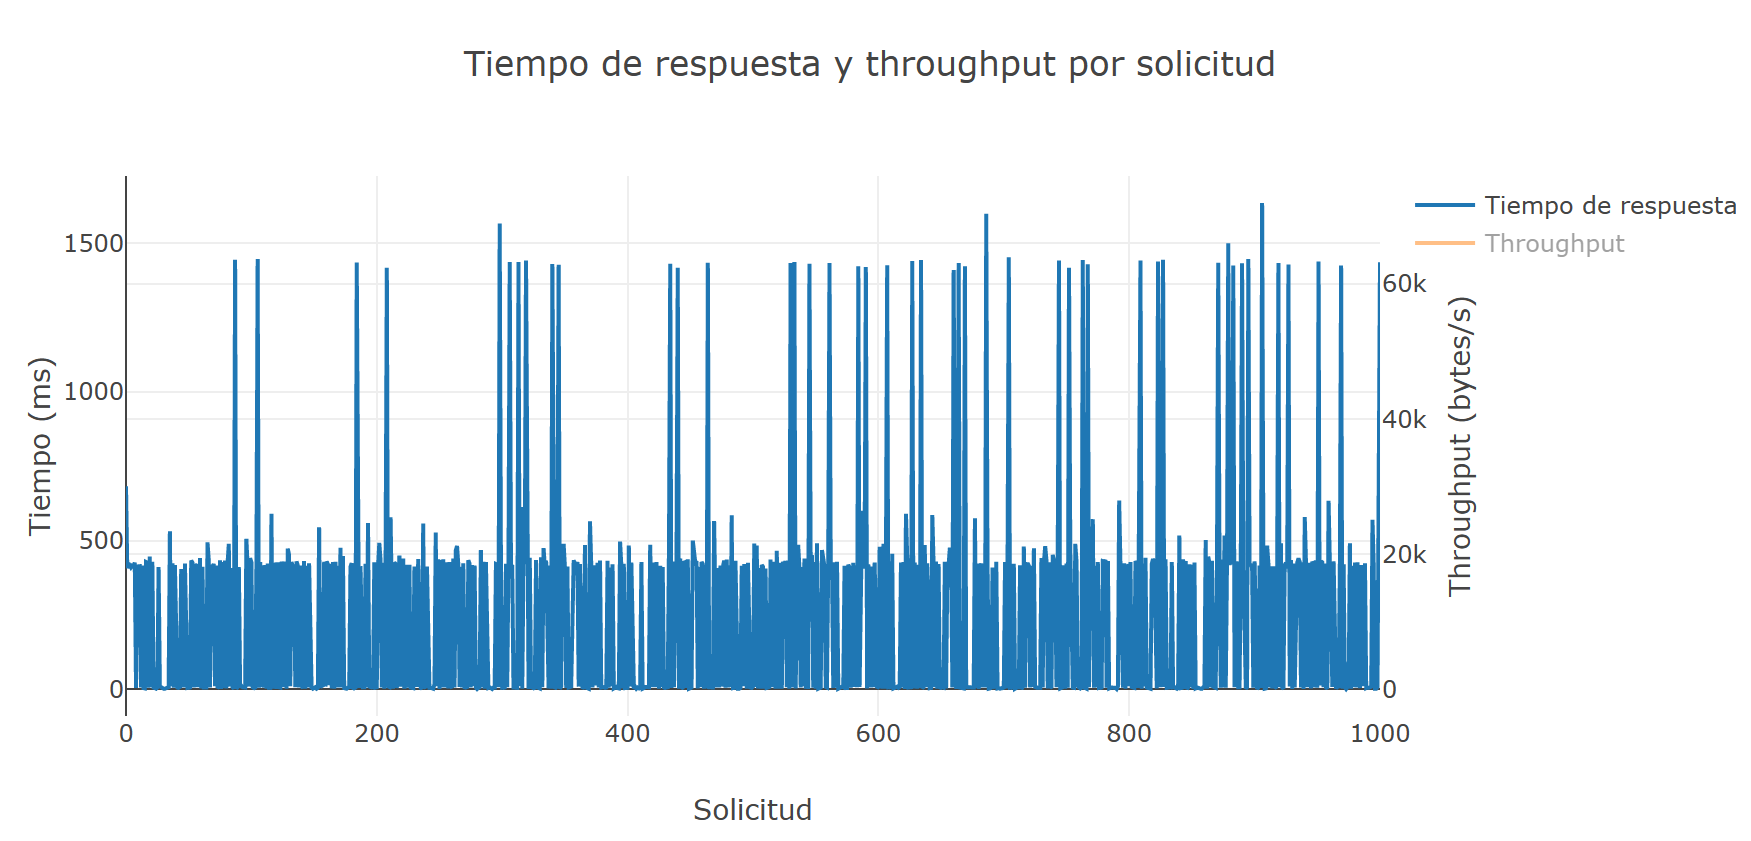 Tiempo de respuesta y throughput por solicitud
Tiempo de respuesta
Throughput
1500
1000
500
0
Tiempo (ms)
60k
40k
20k
0
Throughput (bytes/s)
0
200
400
600
800
1000
Solicitud